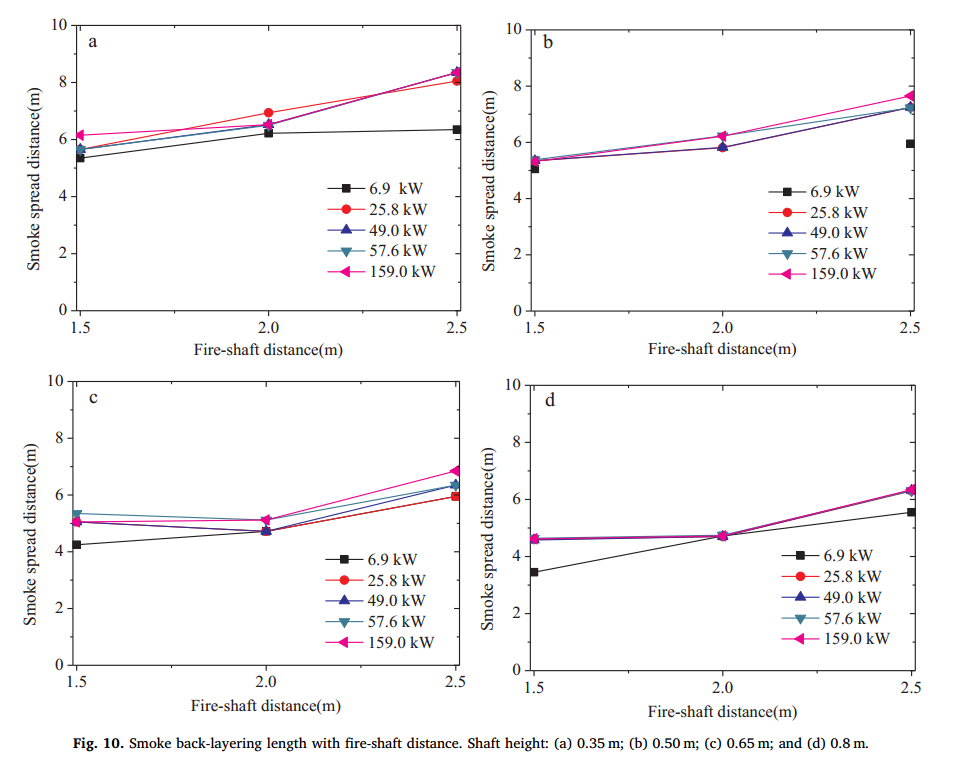 a
10
8
6
4
2
0
Smoke spread distance(m)
6.9 kW
25.8 kW
49.0 kW
57.6 kW
159.0 kW
1.5 2.0 2.5
Fire-shaft distance(m)
b
10
8
6
4
2
0
Smoke spread distance(m)
6.9 kW
25.8 kW
49.0 kW
57.6 kW
159.0 kW
1.5 2.0 2.5
Fire-shaft distance(m)
c
10
8
6
4
2
0
Smoke spread distance(m)
6.9 kW
25.8 kW
49.0 kW
57.6 kW
159.0 kW
1.5 2.0 2.5
Fire-shaft distance(m)
d
10
8
6
4
2
0
Smoke spread distance(m)
6.9 kW
25.8 kW
49.0 kW
57.6 kW
159.0 kW
1.5 2.0 2.5
Fire-shaft distance(m)
Fig. 10. Smoke back-layering length with fire-shaft distance. Shaft height: (a) 0.35 m; (b) 0.50 m; (c) 0.65 m; and (d) 0.8 m.